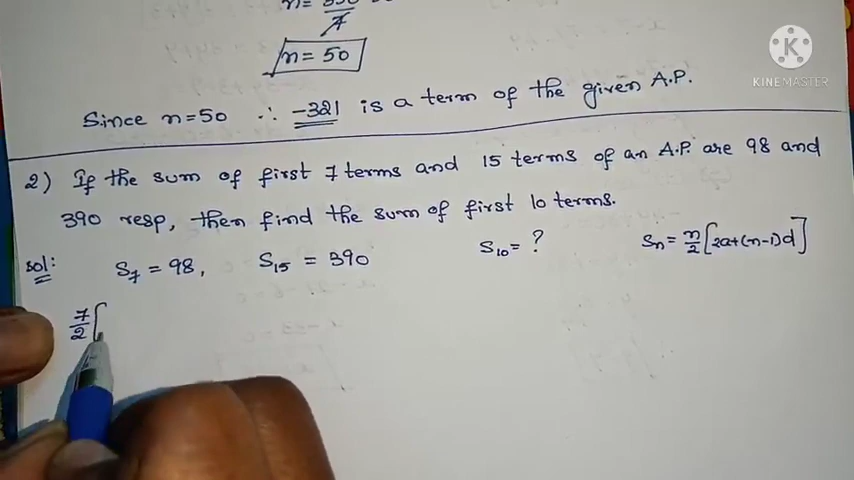 n = 50
Since n=50 ∴ -321 is a term of the given A.P.
2) If the sum of first 7 terms and 15 terms of an A.P. are 98 and
390 resp, then find the sum of first 10 terms.
Sol:
S₇ = 98, S₁₅ = 390 S₁₀ = ? Sn = n/2[2a+(n-1)d]
7/2[
K
KINEMASTER